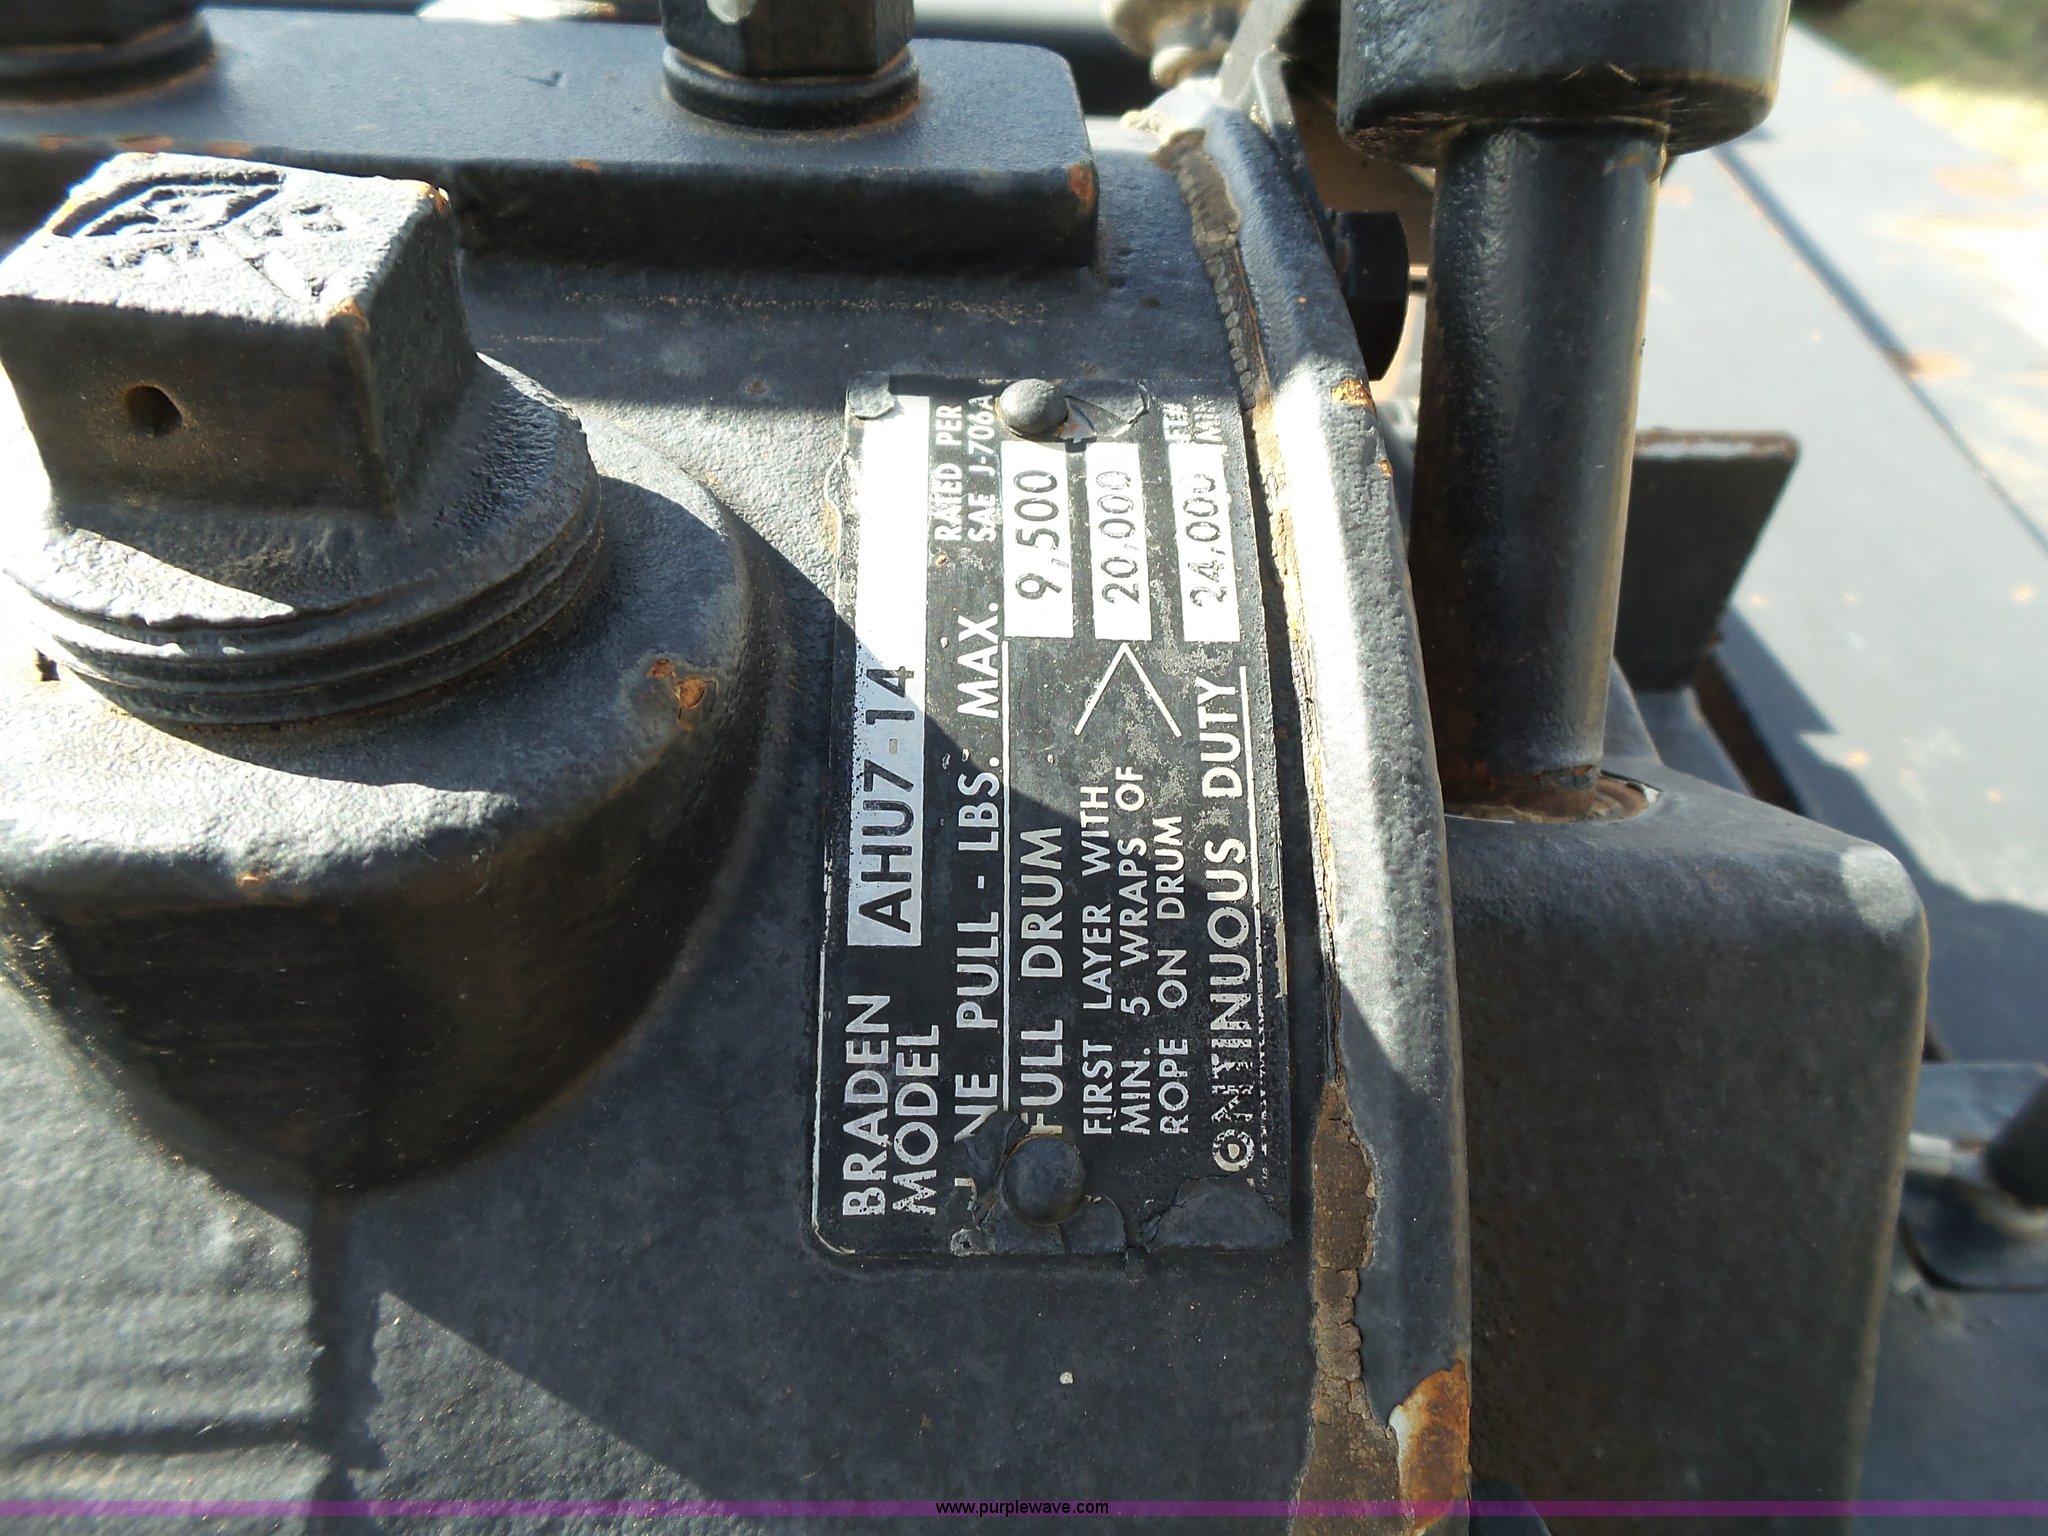 BRADEN
MODEL AHU7-14
RATED PER
SAE J-706A
LINE PULL - LBS. MAX.
FULL DRUM 9,500
FIRST LAYER WITH
MIN. 5 WRAPS OF
ROPE ON DRUM
20,000
CONTINUOUS DUTY 24,000
MIN
www.purplewave.com